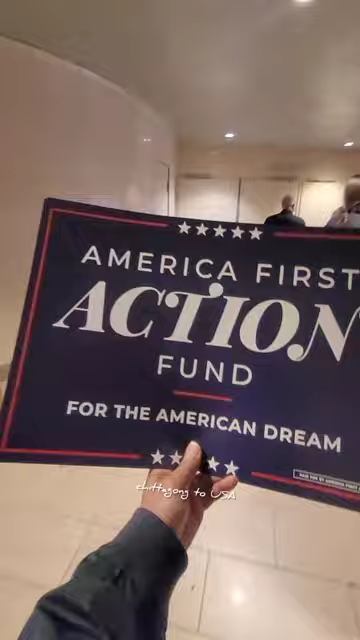 AMERICA FIRST
ACTION
FUND
FOR THE AMERICAN DREAM
chittagong to USA